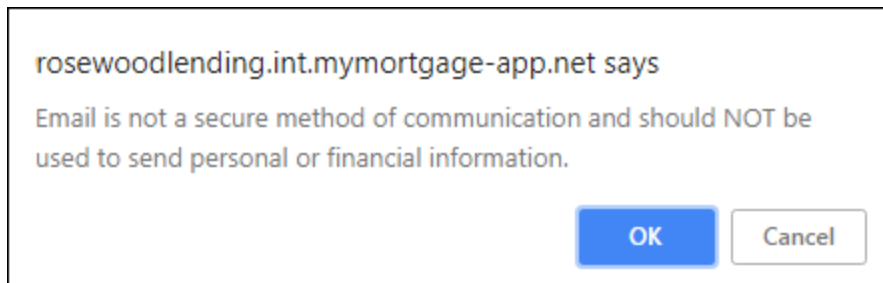 rosewoodlending.int.mymortgage-app.net says
Email is not a secure method of communication and should NOT be
used to send personal or financial information.
OK Cancel